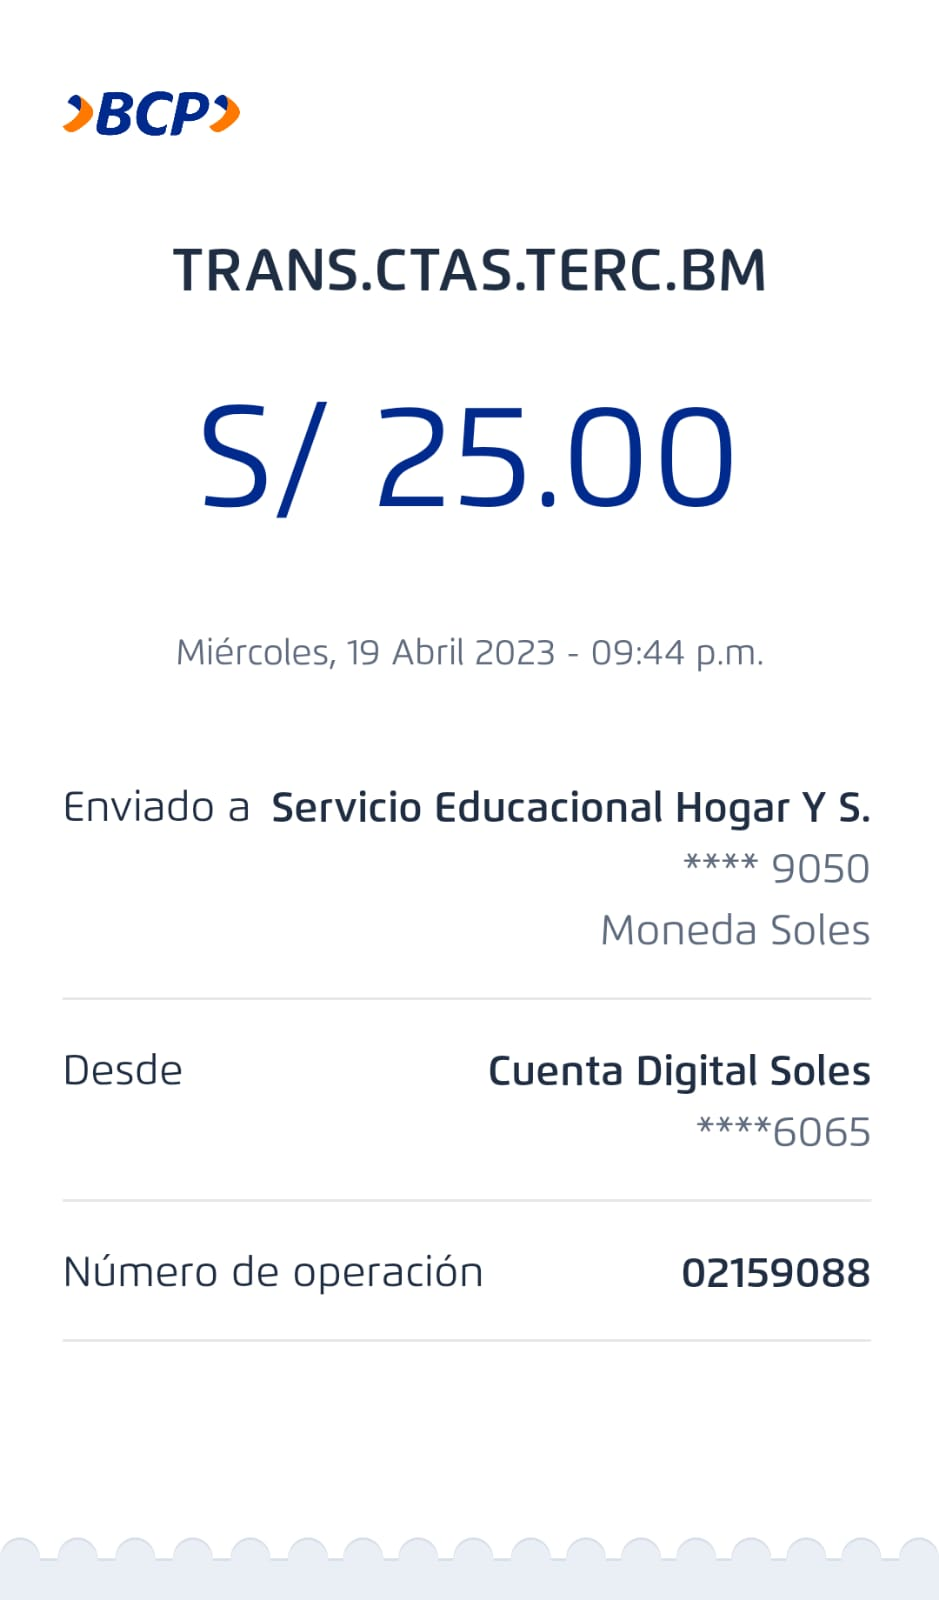 BCP
TRANS.CTAS.TERC.BM
S/ 25.00
Miércoles, 19 Abril 2023 - 09:44 p.m.
Enviado a Servicio Educacional Hogar Y S.
**** 9050
Moneda Soles
Desde Cuenta Digital Soles
****6065
Número de operación 02159088